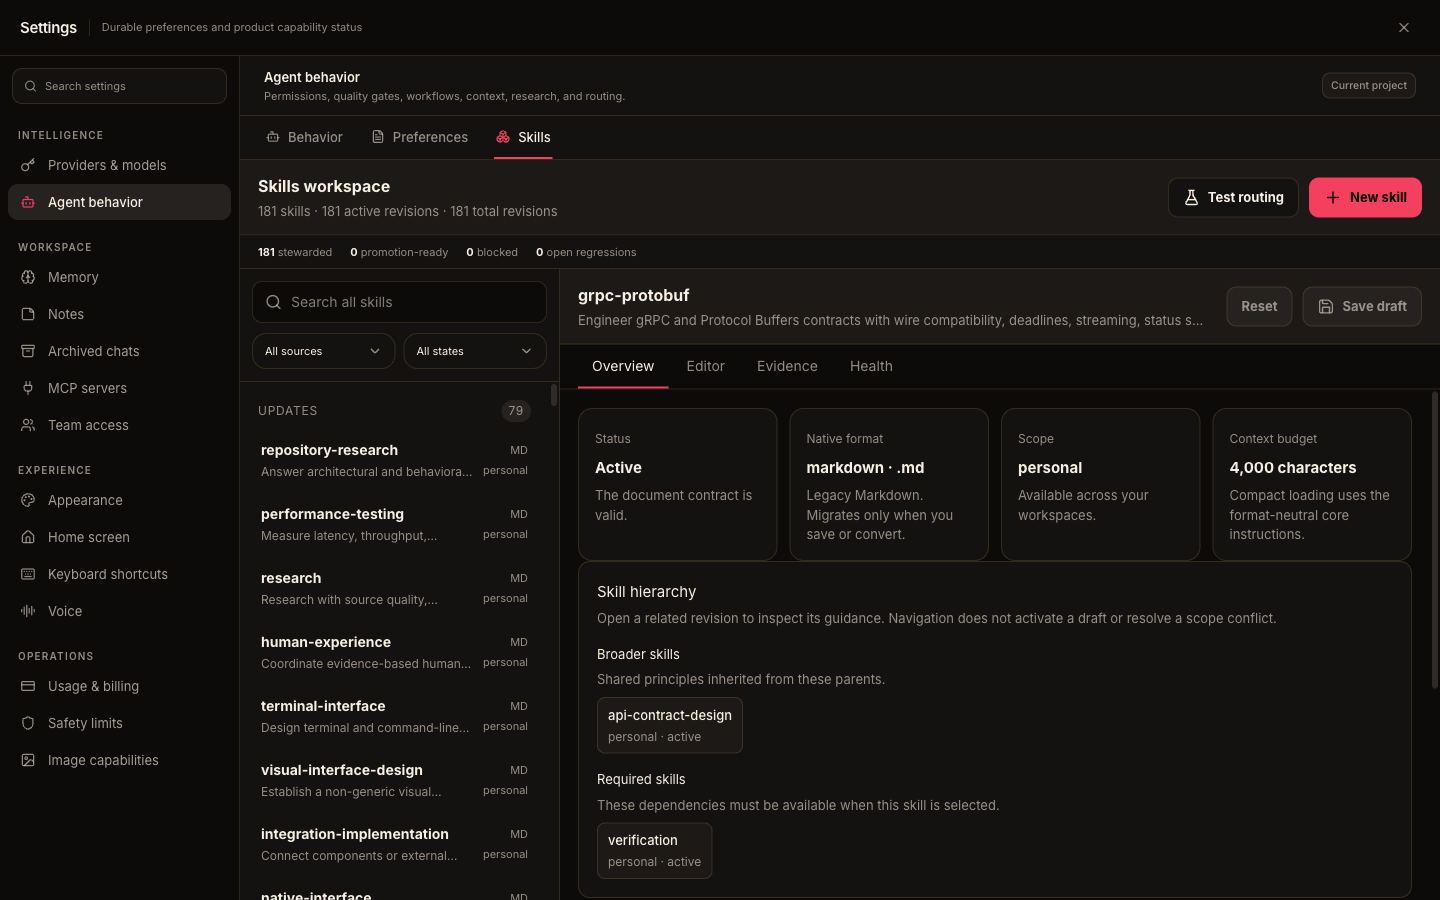 Settings
Durable preferences and product capability status
Search settings
INTELLIGENCE
Providers & models
Agent behavior
WORKSPACE
Memory
Notes
Archived chats
MCP servers
Team access
EXPERIENCE
Appearance
Home screen
Keyboard shortcuts
Voice
OPERATIONS
Usage & billing
Safety limits
Image capabilities
Agent behavior
Permissions, quality gates, workflows, context, research, and routing.
Current project
Behavior
Preferences
Skills
Skills workspace
181 skills · 181 active revisions · 181 total revisions
Test routing
New skill
181 stewarded
0 promotion-ready
0 blocked
0 open regressions
Search all skills
All sources
All states
UPDATES
79
repository-research
MD
Answer architectural and behaviora...
personal
performance-testing
MD
Measure latency, throughput,...
personal
research
MD
Research with source quality,...
personal
human-experience
MD
Coordinate evidence-based human...
personal
terminal-interface
MD
Design terminal and command-line...
personal
visual-interface-design
MD
Establish a non-generic visual...
personal
integration-implementation
MD
Connect components or external...
personal
native-interface
MD
grpc-protobuf
Engineer gRPC and Protocol Buffers contracts with wire compatibility, deadlines, streaming, status s...
Reset
Save draft
Overview
Editor
Evidence
Health
Status
Active
The document contract is
valid.
Native format
markdown · .md
Legacy Markdown.
Migrates only when you
save or convert.
Scope
personal
Available across your
workspaces.
Context budget
4,000 characters
Compact loading uses the
format-neutral core
instructions.
Skill hierarchy
Open a related revision to inspect its guidance. Navigation does not activate a draft or resolve a scope conflict.
Broader skills
Shared principles inherited from these parents.
api-contract-design
personal · active
Required skills
These dependencies must be available when this skill is selected.
verification
personal · active